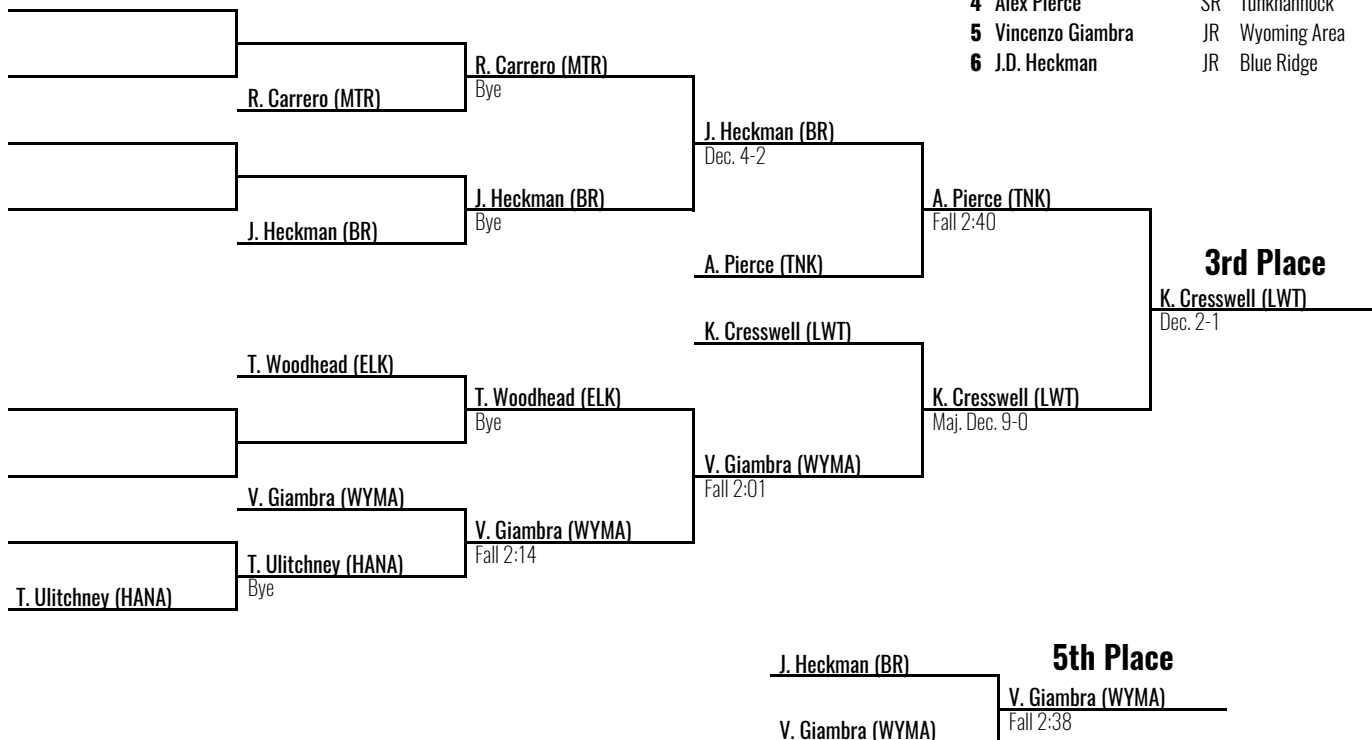 4 Alex Pierce SR Tunkhannock
5 Vincenzo Giambra JR Wyoming Area
6 J.D. Heckman JR Blue Ridge
R. Carrero (MTR)
Bye
R. Carrero (MTR)
J. Heckman (BR)
Dec. 4-2
J. Heckman (BR)
Bye
A. Pierce (TNK)
Fall 2:40
J. Heckman (BR)
A. Pierce (TNK)
3rd Place
K. Cresswell (LWT)
Dec. 2-1
K. Cresswell (LWT)
T. Woodhead (ELK)
T. Woodhead (ELK)
Bye
K. Cresswell (LWT)
Maj. Dec. 9-0
V. Giambra (WYMA)
Fall 2:01
V. Giambra (WYMA)
V. Giambra (WYMA)
Fall 2:14
T. Ulitchney (HANA)
Bye
T. Ulitchney (HANA)
5th Place
J. Heckman (BR)
V. Giambra (WYMA)
Fall 2:38
V. Giambra (WYMA)